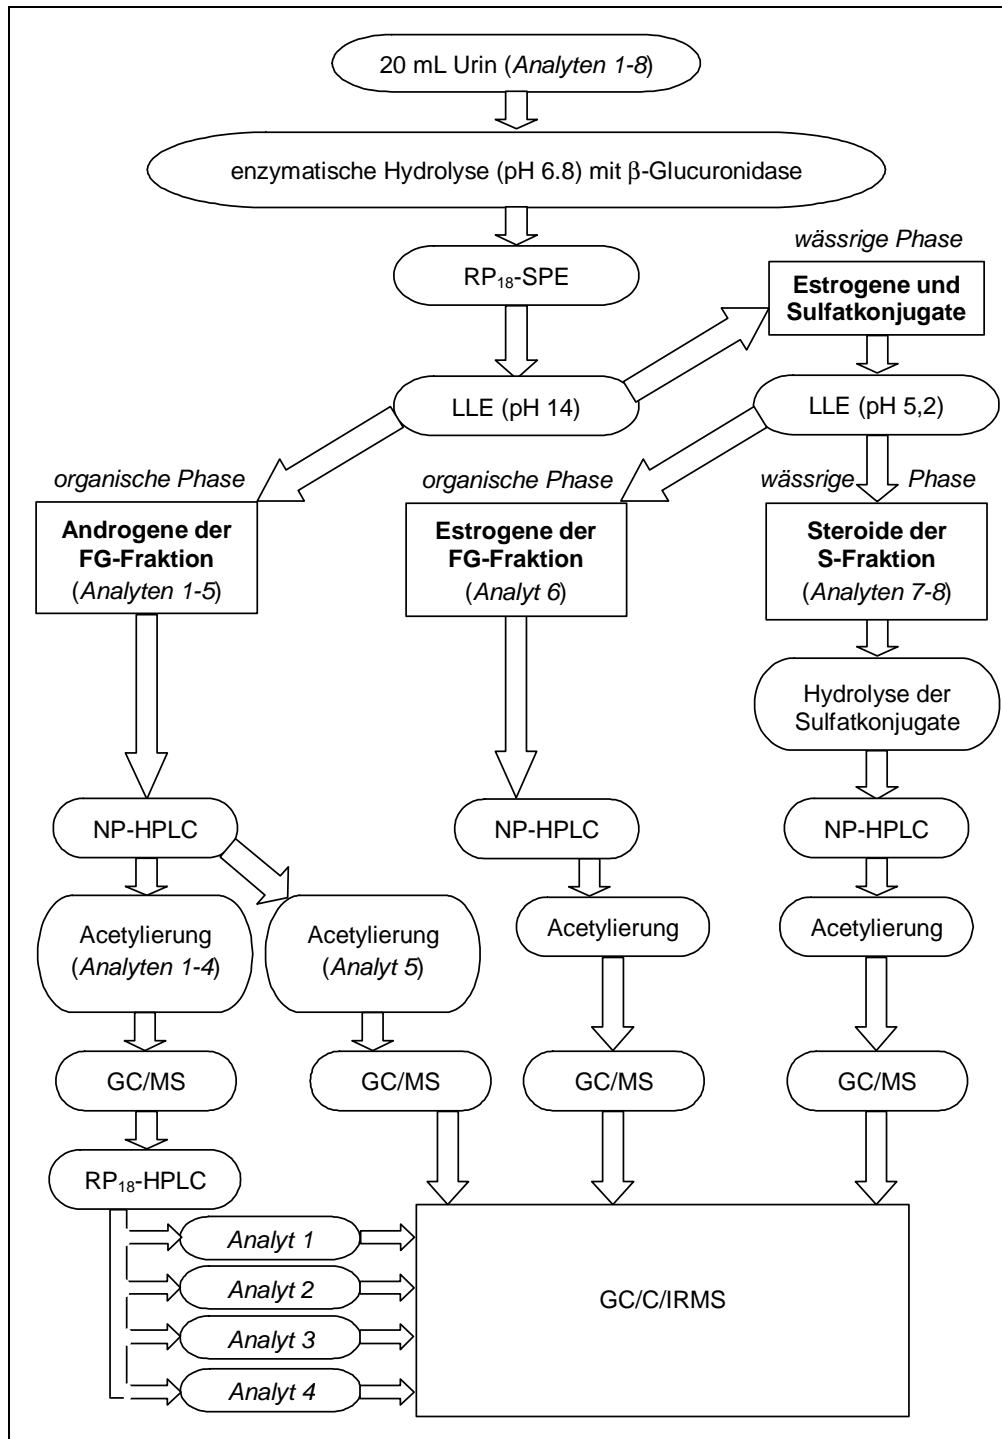 20 mL Urin (Analyten 1-8)
enzymatische Hydrolyse (pH 6.8) mit β-Glucuronidase
RP₁₈-SPE
wässrige Phase
Estrogene und
Sulfatkonjugate
LLE (pH 14)
LLE (pH 5,2)
organische Phase
organische Phase
wässrige Phase
Androgene der
FG-Fraktion
(Analyten 1-5)
Estrogene der
FG-Fraktion
(Analyt 6)
Steroide der
S-Fraktion
(Analyten 7-8)
Hydrolyse der
Sulfatkonjugate
NP-HPLC
NP-HPLC
NP-HPLC
Acetylierung
(Analyten 1-4)
Acetylierung
(Analyt 5)
Acetylierung
Acetylierung
GC/MS
GC/MS
GC/MS
GC/MS
RP₁₈-HPLC
Analyt 1
Analyt 2
Analyt 3
Analyt 4
GC/C/IRMS